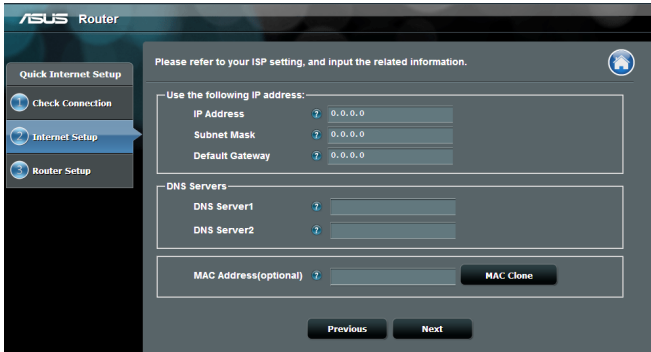 ASUS Router
Quick Internet Setup
1 Check Connection
2 Internet Setup
3 Router Setup
Please refer to your ISP setting, and input the related information.
Use the following IP address:
IP Address ? 0.0.0.0
Subnet Mask ? 0.0.0.0
Default Gateway ? 0.0.0.0
DNS Servers
DNS Server1 ?
DNS Server2 ?
MAC Address(optional) ? MAC Clone
Previous Next